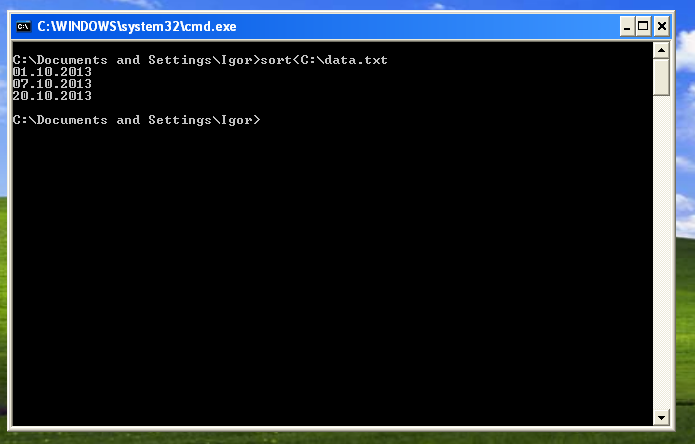 C:\WINDOWS\system32\cmd.exe
C:\Documents and Settings\Igor>sort<C:\data.txt
01.10.2013
07.10.2013
20.10.2013
C:\Documents and Settings\Igor>